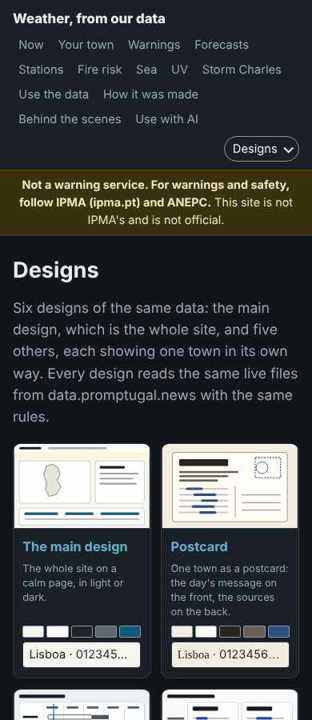 Weather, from our data
Now Your town Warnings Forecasts
Stations Fire risk Sea UV Storm Charles
Use the data How it was made
Behind the scenes Use with AI
Designs
Not a warning service. For warnings and safety,
follow IPMA (ipma.pt) and ANEPC. This site is not
IPMA's and is not official.
Designs
Six designs of the same data: the main
design, which is the whole site, and five
others, each showing one town in its own
way. Every design reads the same live files
from data.promptugal.news with the same
rules.
The main design
The whole site on a
calm page, in light or
dark.
Lisboa · 012345...
Postcard
One town as a postcard:
the day's message on
the front, the sources
on the back.
Lisboa · 0123456...